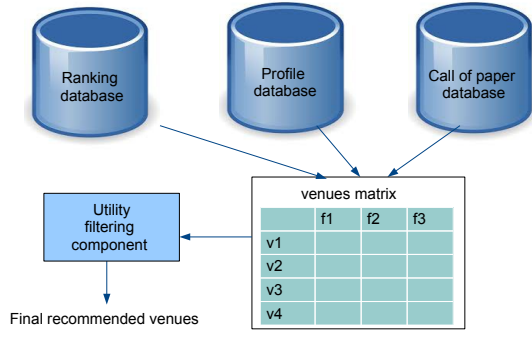 Ranking
database
Profile
database
Call of paper
database
venues matrix
f1 f2 f3
v1
v2
v3
v4
Utility
filtering
component
Final recommended venues